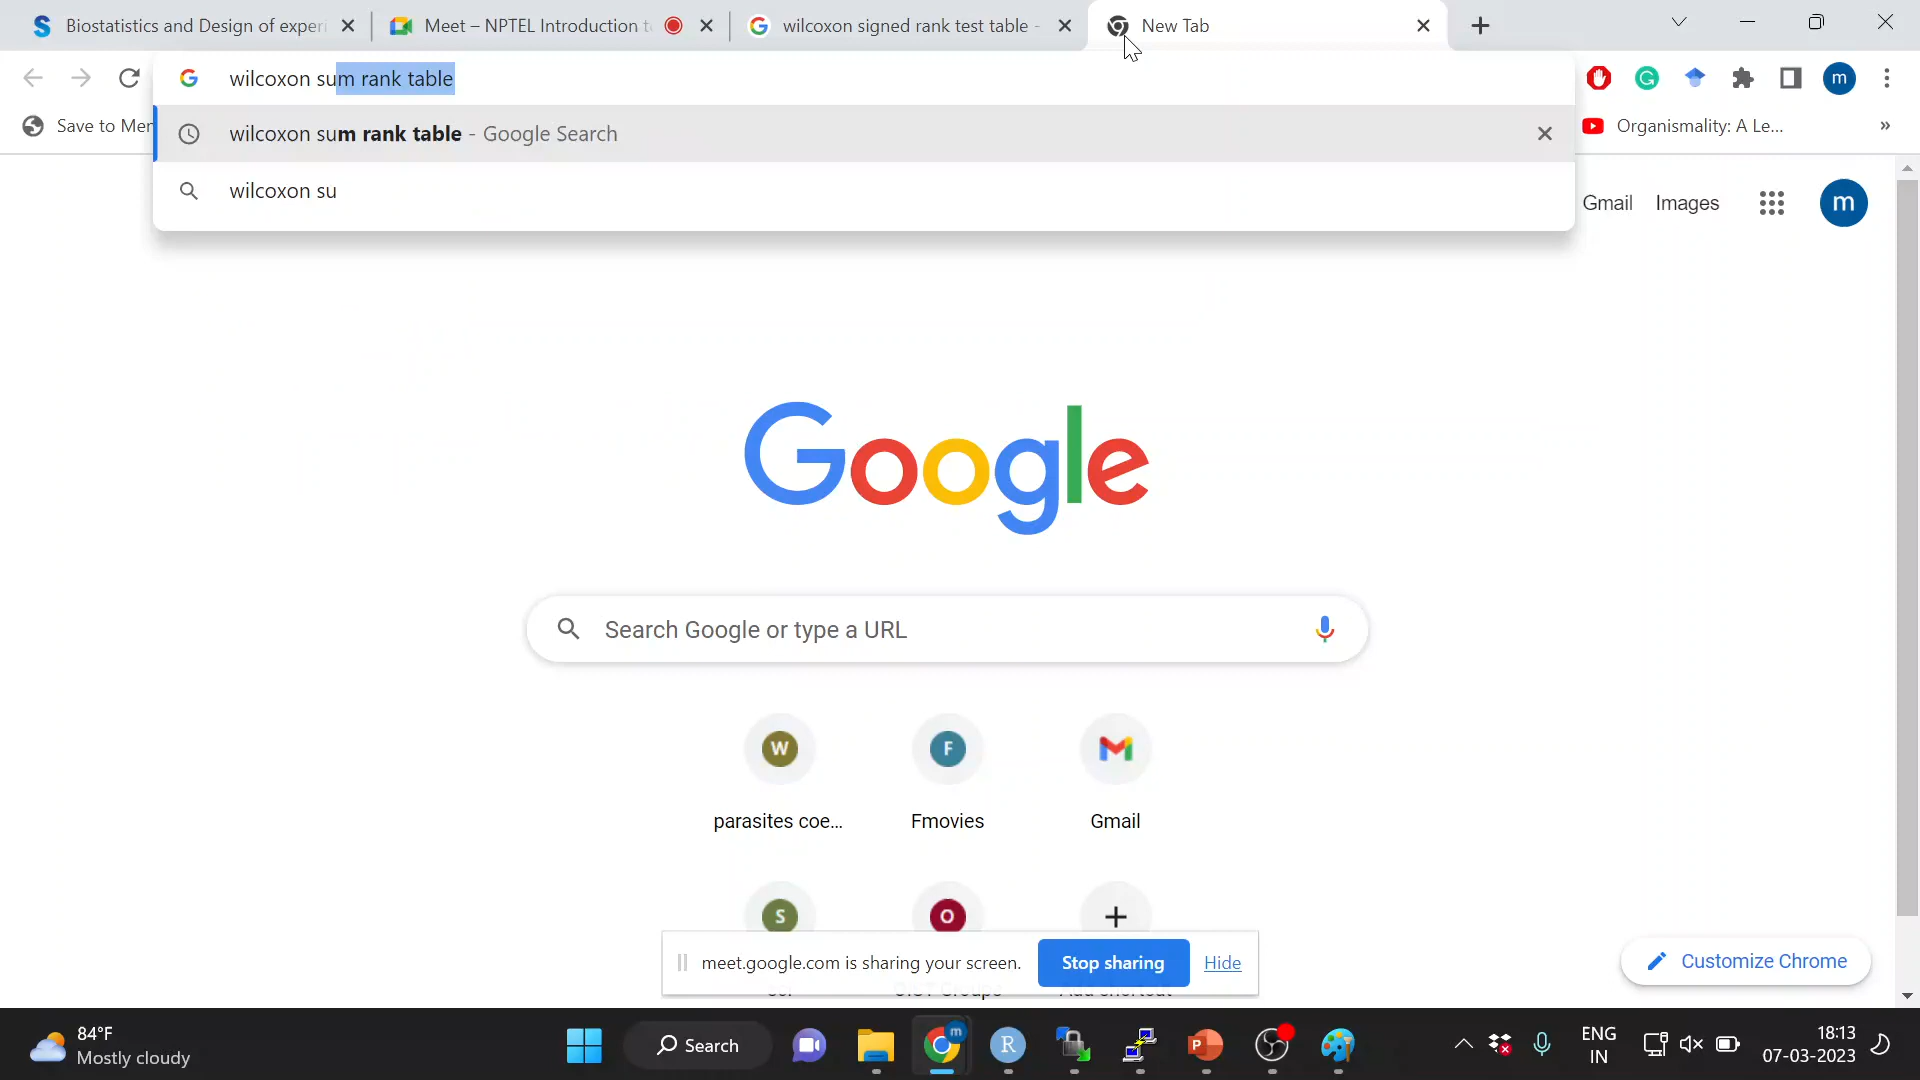 Biostatistics and Design of experi
Meet – NPTEL Introduction t
wilcoxon signed rank test table -
New Tab
wilcoxon sum rank table
m
Save to Men
wilcoxon sum rank table - Google Search
Organismality: A Le...
»
wilcoxon su
Gmail Images m
Google
Search Google or type a URL
W F
parasites coe... Fmovies Gmail
S O
meet.google.com is sharing your screen. Stop sharing Hide
Customize Chrome
84°F
Mostly cloudy
Search
ENG
IN
18:13
07-03-2023